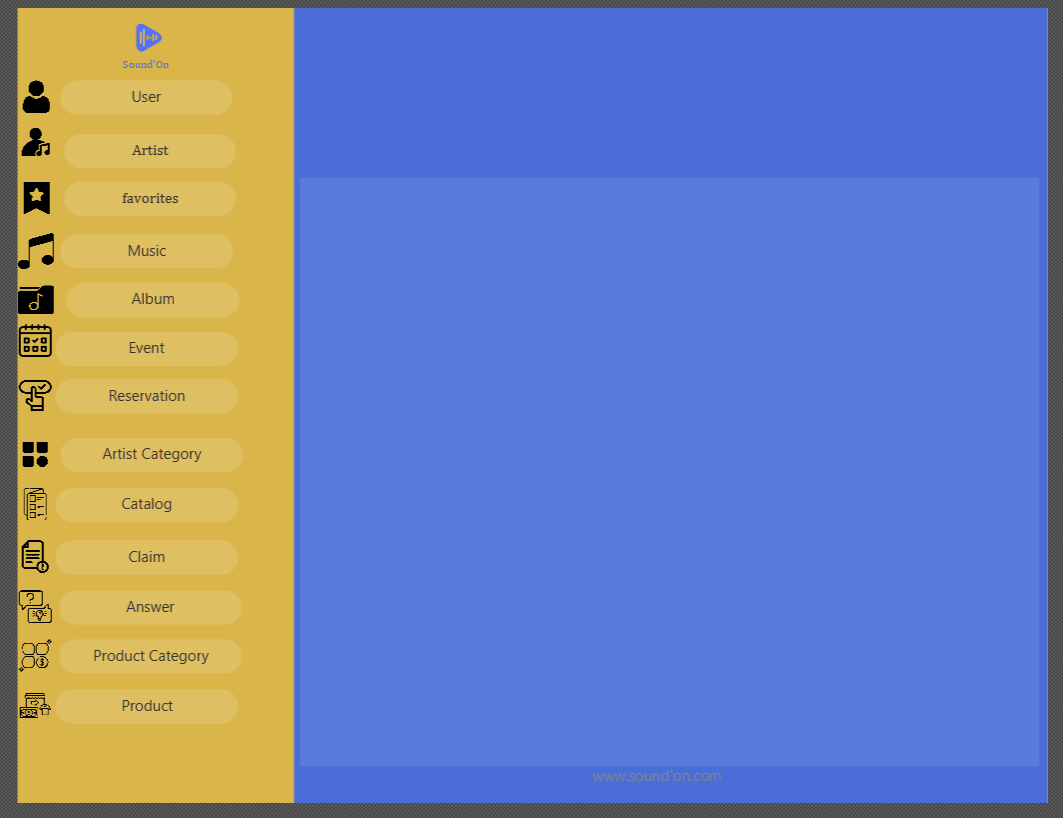 Sound'On
User
Artist
favorites
Music
Album
Event
Reservation
Artist Category
Catalog
Claim
Answer
Product Category
Product
www.sound'on.com